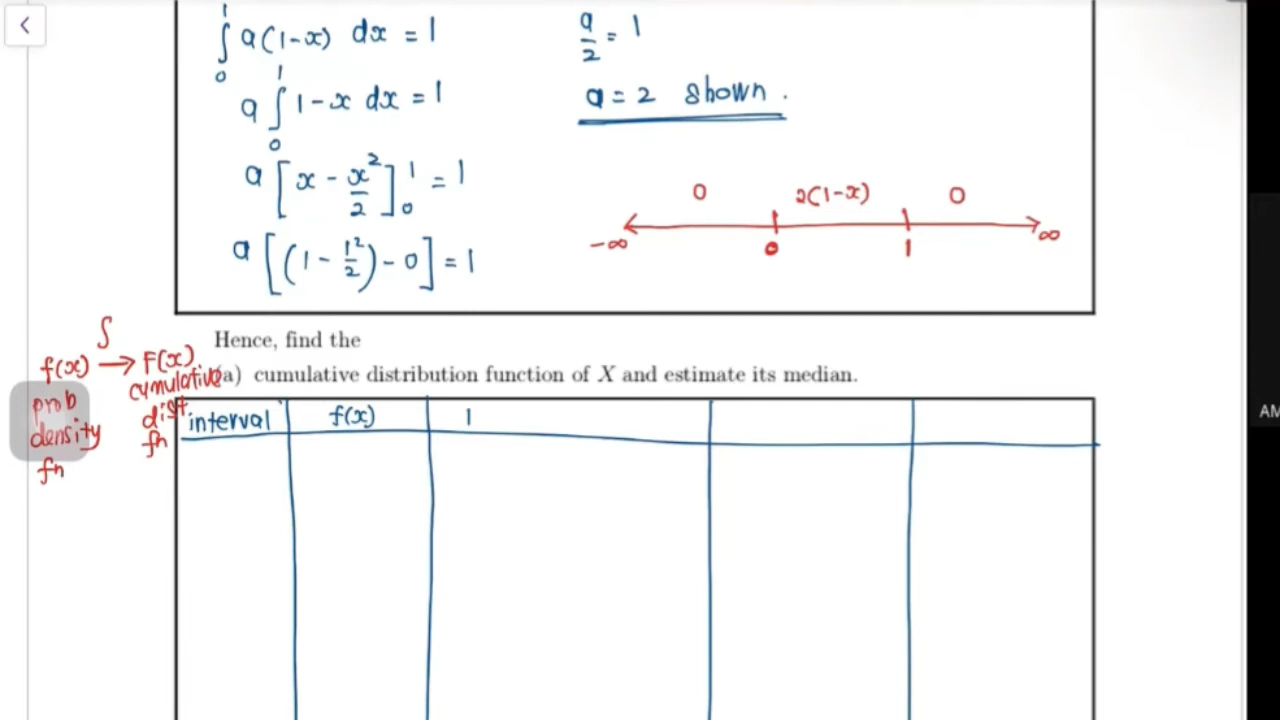 ∫₀¹ a(1-x) dx = 1
a ∫₀¹ 1-x dx = 1
a [x - x²/2]₀¹ = 1
a [(1 - 1²/2) - 0] = 1
a/2 = 1
a = 2 shown.
0 2(1-x) 0
-∞ 0 1 ∞
Hence, find the
(a) cumulative distribution function of X and estimate its median.
∫
f(x) → F(x)
prob density fn
cumulative dist. fn
interval f(x) 1
AM